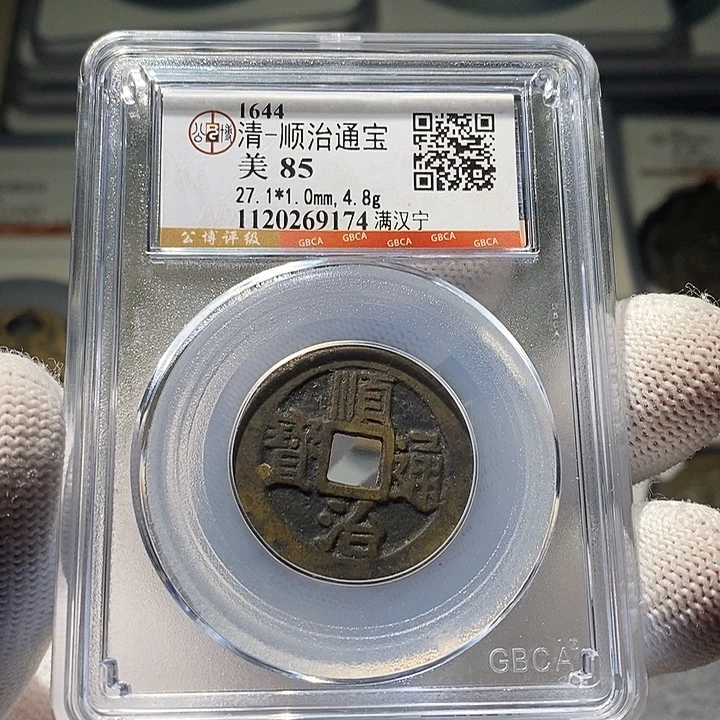 1644
清-顺治通宝
美 85
27.1*1.0mm, 4.8g
1120269174 满汉宁
公博评级 GBCA GBCA GBCA GBCA GBCA
順
寶 通
治
GBCA